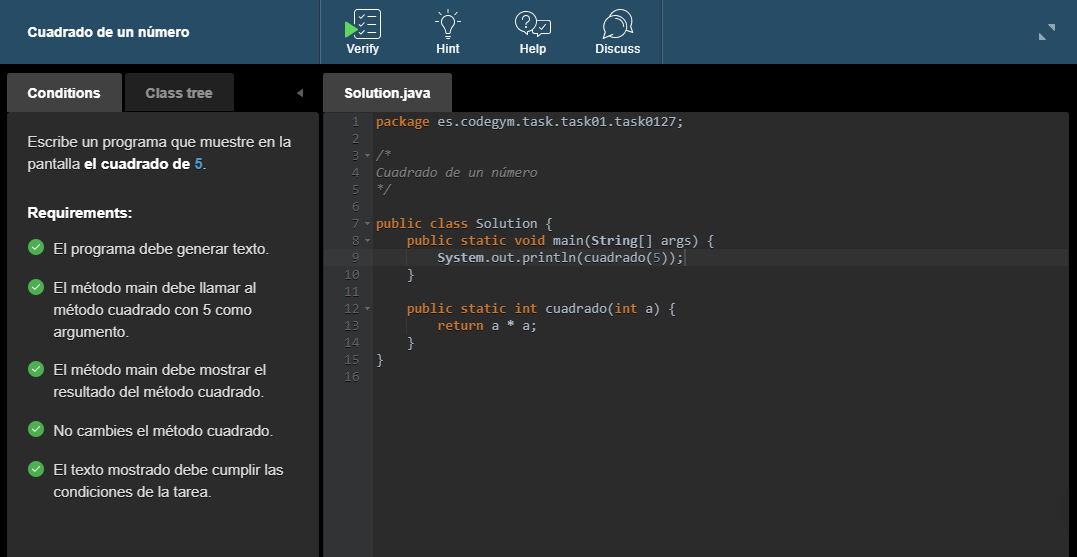 Cuadrado de un número
Verify
Hint
Help
Discuss
Conditions
Class tree
Escribe un programa que muestre en la
pantalla el cuadrado de 5.
Requirements:
El programa debe generar texto.
El método main debe llamar al
método cuadrado con 5 como
argumento.
El método main debe mostrar el
resultado del método cuadrado.
No cambies el método cuadrado.
El texto mostrado debe cumplir las
condiciones de la tarea.
Solution.java
1 package es.codegym.task.task01.task0127;
2
3 /*
4 Cuadrado de un número
5 */
6
7 public class Solution {
8 public static void main(String[] args) {
9 System.out.println(cuadrado(5));
10 }
11
12 public static int cuadrado(int a) {
13 return a * a;
14 }
15 }
16